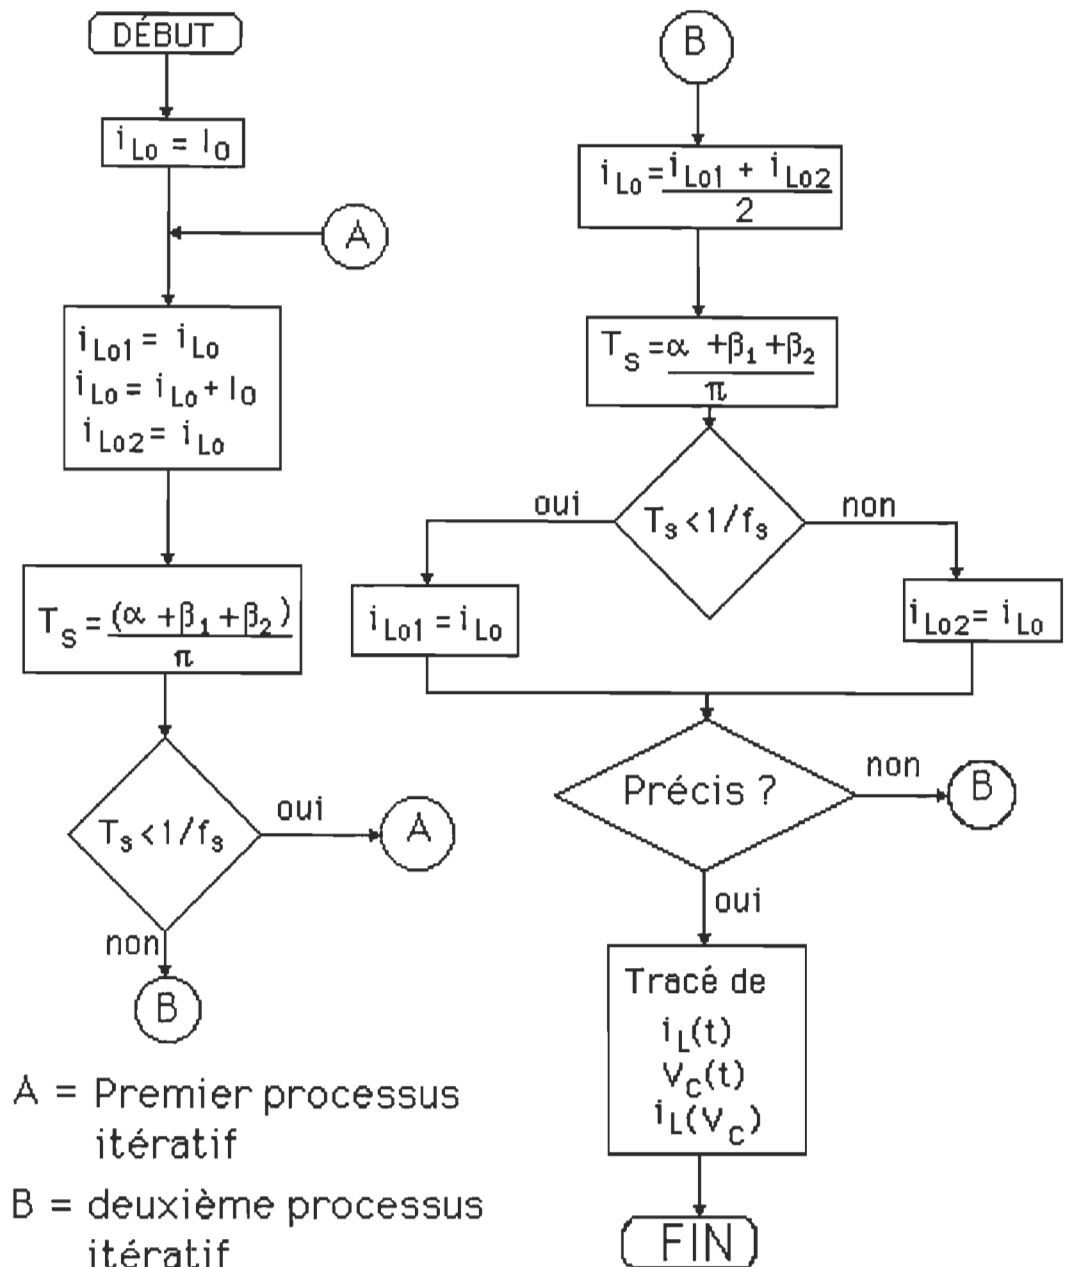 DÉBUT
i_Lo = I_O
A
i_Lo1 = i_Lo
i_Lo = i_Lo + I_O
i_Lo2 = i_Lo
T_S = (α + β_1 + β_2) / π
T_s < 1/f_s
oui
A
non
B
A = Premier processus
itératif
B = deuxième processus
itératif
B
i_Lo = i_Lo1 + i_Lo2 / 2
T_S = α + β_1 + β_2 / π
oui
T_s < 1/f_s
non
i_Lo1 = i_Lo
i_Lo2 = i_Lo
Précis ?
non
B
oui
Tracé de
i_L(t)
V_C(t)
i_L(V_C)
FIN